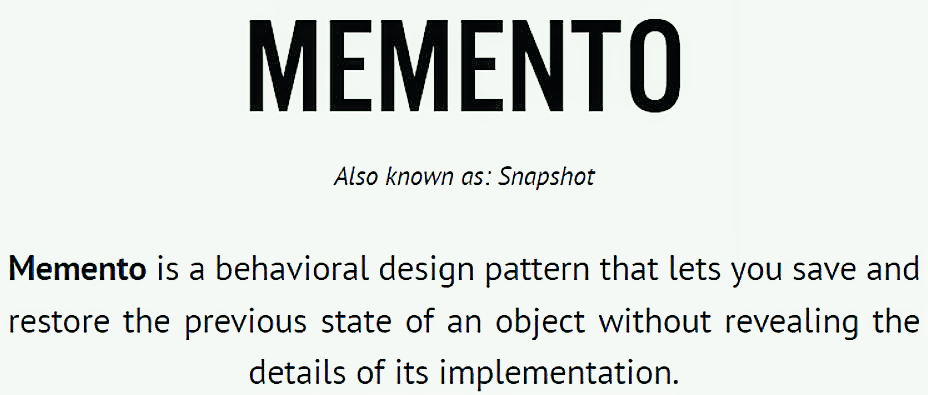 MEMENTO
Also known as: Snapshot
Memento is a behavioral design pattern that lets you save and
restore the previous state of an object without revealing the
details of its implementation.